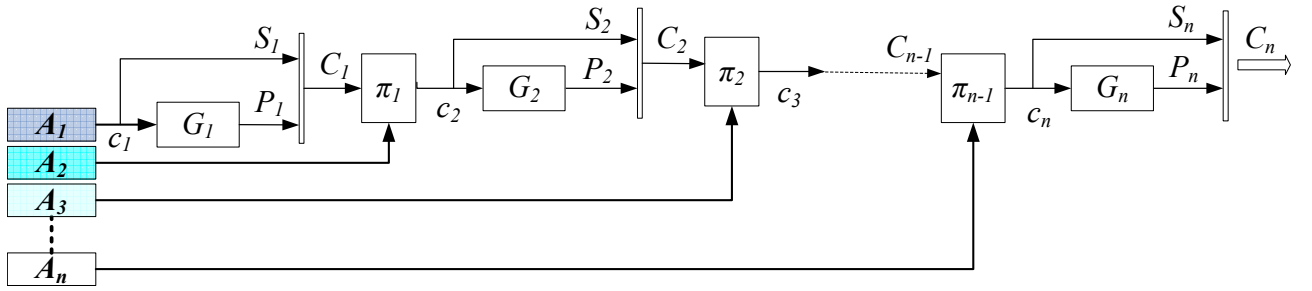 S₁ C₁ π₁ S₂ C₂ π₂ Cₙ₋₁ πₙ₋₁ Sₙ Cₙ
P₁ G₂ P₂ c₃ Gₙ Pₙ
A₁ c₁ G₁ c₂ cₙ
A₂
A₃
Aₙ